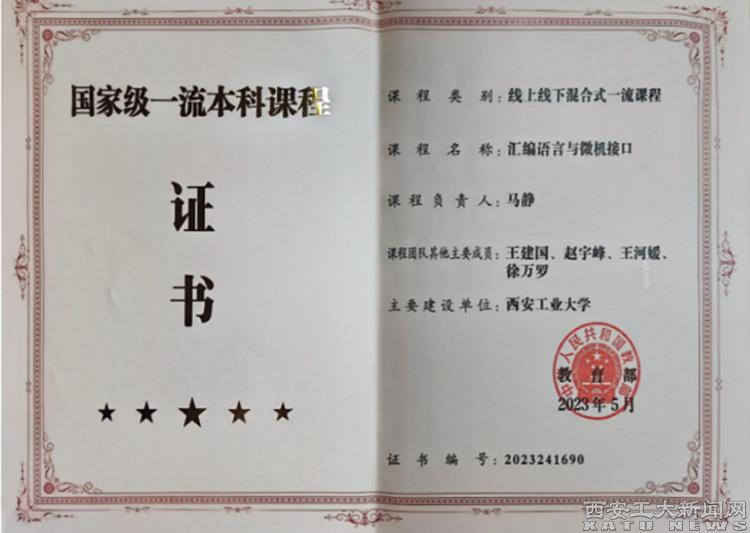 国家级一流本科课程
证
书
课程类别：线上线下混合式一流课程
课程名称：汇编语言与微机接口
课程负责人：马静
课程团队其他主要成员：王建国、赵宇峰、王河媛、
徐万罗
主要建设单位：西安工业大学
中华人民共和国教育部
教育部
2023年5月
证书编号：2023241690
西安工大新闻网
XATU NEWS